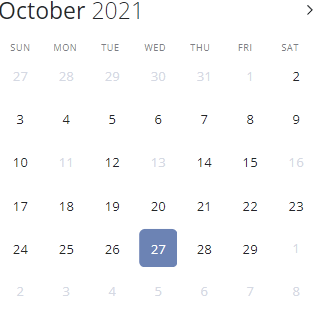 October 2021 >
SUN MON TUE WED THU FRI SAT
27 28 29 30 31 1 2
3 4 5 6 7 8 9
10 11 12 13 14 15 16
17 18 19 20 21 22 23
24 25 26 27 28 29 1
2 3 4 5 6 7 8